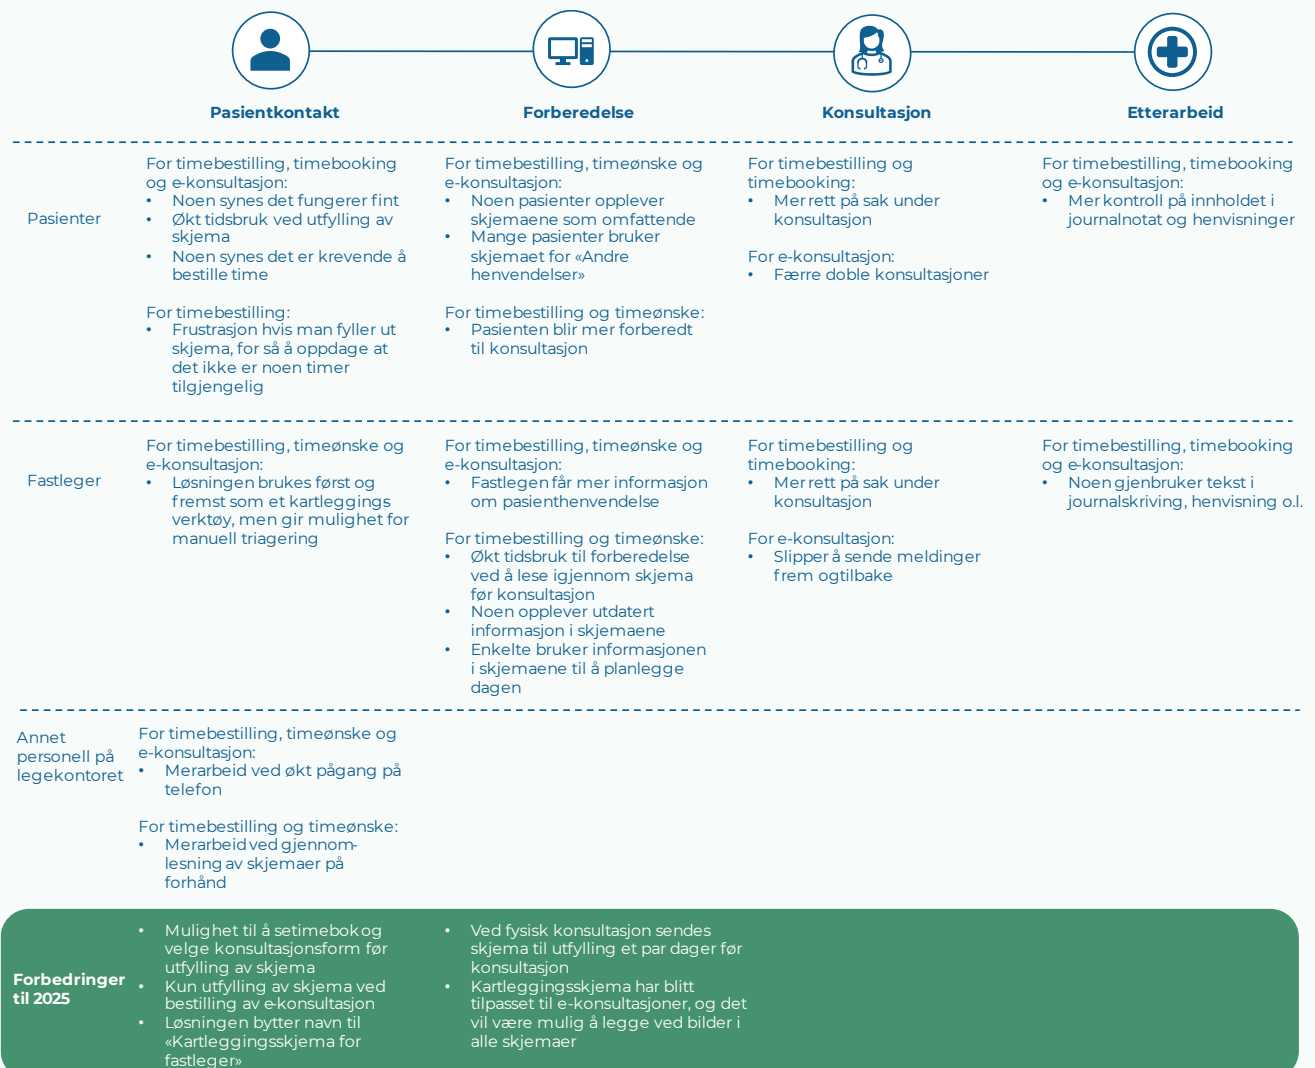 Pasientkontakt
Forberedelse
Konsultasjon
Etterarbeid
Pasienter
For timebestilling, timebooking
og e-konsultasjon:
• Noen synes det fungerer fint
• Økt tidsbruk ved utfylling av
skjema
• Noen synes det er krevende å
bestille time
For timebestilling:
• Frustrasjon hvis man fyller ut
skjema, for så å oppdage at
det ikke er noen timer
tilgjengelig
For timebestilling, timeønske og
e-konsultasjon:
• Noen pasienter opplever
skjemaene som omfattende
• Mange pasienter bruker
skjemaet for «Andre
henvendelser»
For timebestilling og timeønske:
• Pasienten blir mer forberedt
til konsultasjon
For timebestilling og
timebooking:
• Mer rett på sak under
konsultasjon
For e-konsultasjon:
• Færre doble konsultasjoner
For timebestilling, timebooking
og e-konsultasjon:
• Mer kontroll på innholdet i
journalnotat og henvisninger
Fastleger
For timebestilling, timeønske og
e-konsultasjon:
• Løsningen brukes først og
fremst som et kartleggings
verktøy, men gir mulighet for
manuell triagering
For timebestilling, timeønske og
e-konsultasjon:
• Fastlegen får mer informasjon
om pasienthenvendelse
For timebestilling og timeønske:
• Økt tidsbruk til forberedelse
ved å lese igjennom skjema
før konsultasjon
• Noen opplever utdatert
informasjon i skjemaene
• Enkelte bruker informasjonen
i skjemaene til å planlegge
dagen
For timebestilling og
timebooking:
• Mer rett på sak under
konsultasjon
For e-konsultasjon:
• Slipper å sende meldinger
frem ogtilbake
For timebestilling, timebooking
og e-konsultasjon:
• Noen gjenbruker tekst i
journalskriving, henvisning o.l.
Annet
personell på
legekontoret
For timebestilling, timeønske og
e-konsultasjon:
• Merarbeid ved økt pågang på
telefon
For timebestilling og timeønske:
• Merarbeid ved gjennom-
lesning av skjemaer på
forhånd
Forbedringer
til 2025
• Mulighet til å setimebok og
velge konsultasjonsform før
utfylling av skjema
• Kun utfylling av skjema ved
bestilling av e-konsultasjon
• Løsningen bytter navn til
«Kartleggingsskjema for
fastleger»
• Ved fysisk konsultasjon sendes
skjema til utfylling et par dager før
konsultasjon
• Kartleggingsskjema har blitt
tilpasset til e-konsultasjoner, og det
vil være mulig å legge ved bilder i
alle skjemaer